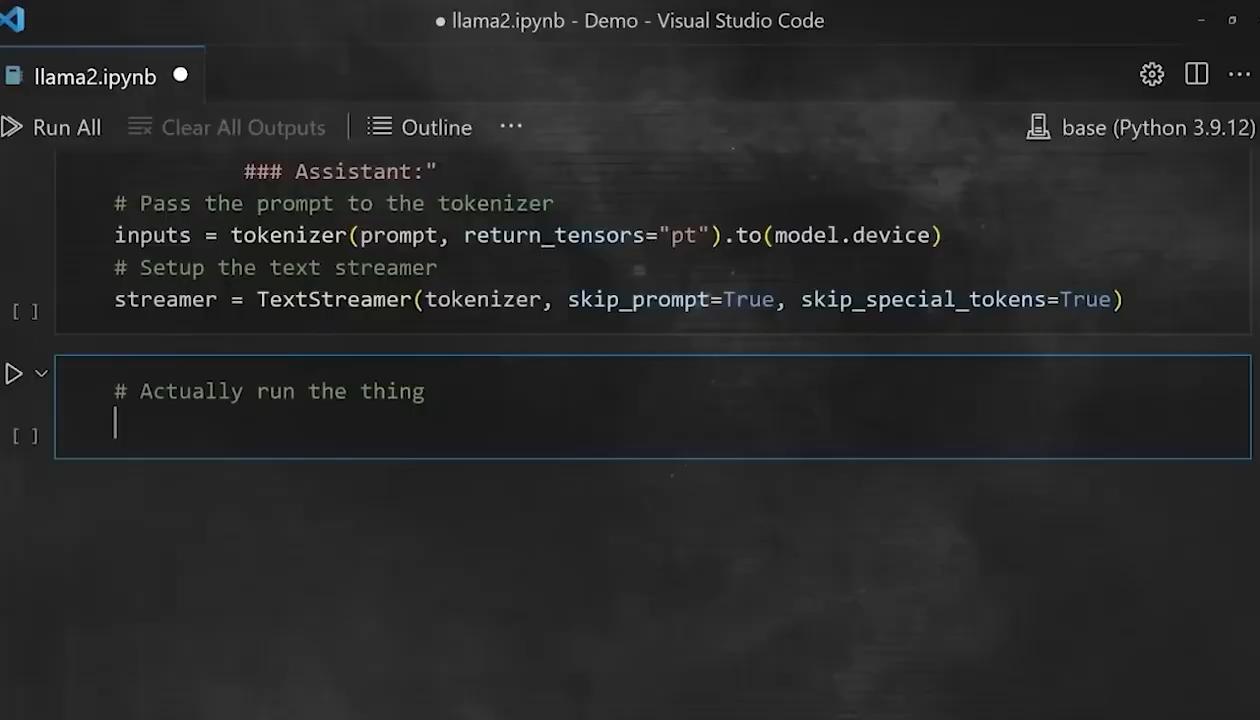 ● llama2.ipynb - Demo - Visual Studio Code
llama2.ipynb ●
Run All Clear All Outputs | Outline ... base (Python 3.9.12)
### Assistant:"
# Pass the prompt to the tokenizer
inputs = tokenizer(prompt, return_tensors="pt").to(model.device)
# Setup the text streamer
streamer = TextStreamer(tokenizer, skip_prompt=True, skip_special_tokens=True)
[ ]
# Actually run the thing
[ ]